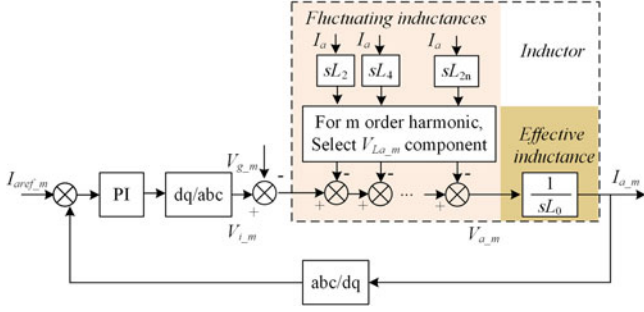 Fluctuating inductances
I_a I_a I_a
Inductor
sL_2 sL_4 sL_2n
For m order harmonic,
Select V_La_m component
Effective
inductance
V_g_m
- - - -
I_aref_m
PI
dq/abc
...
1
sL_0
I_a_m
+ + + +
V_i_m
V_a_m
abc/dq